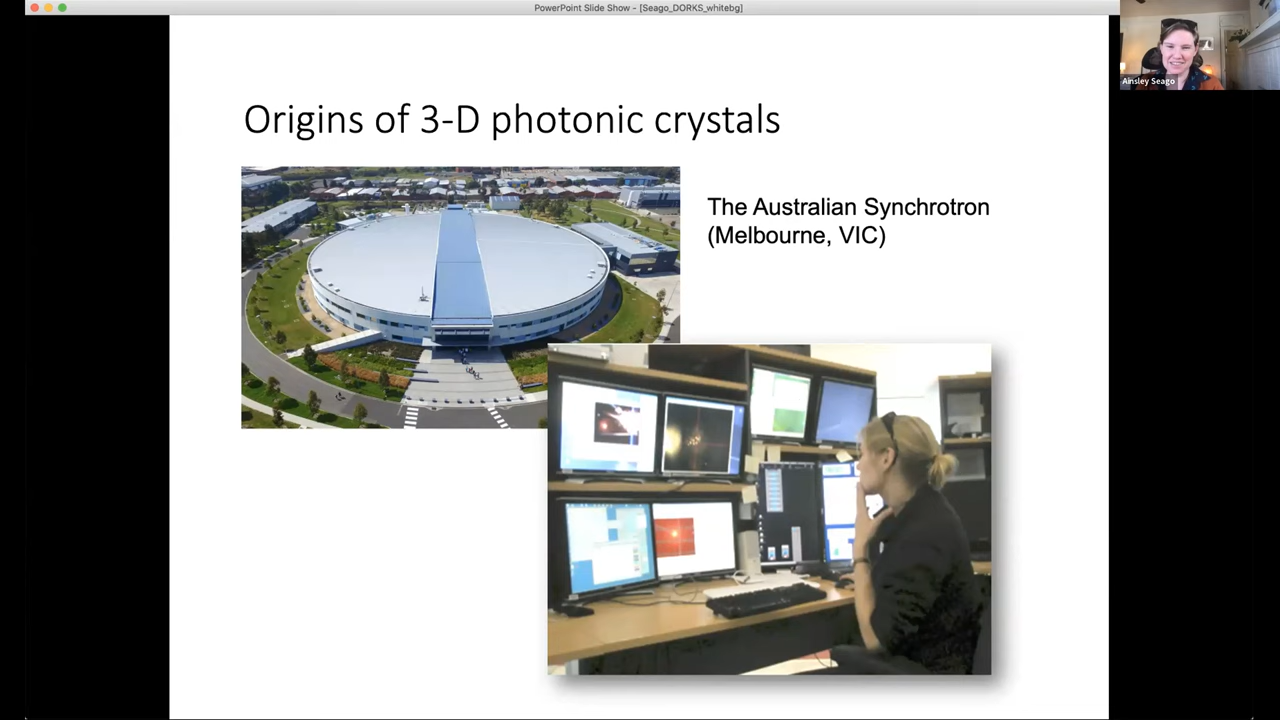 PowerPoint Slide Show - [Seago_DORKS_whitebg]
Ainsley Seago
Origins of 3-D photonic crystals
The Australian Synchrotron
(Melbourne, VIC)